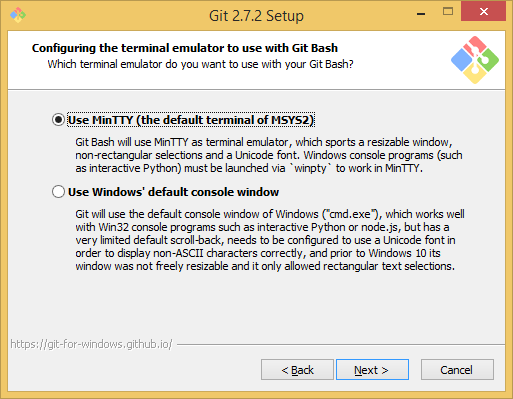 Git 2.7.2 Setup
Configuring the terminal emulator to use with Git Bash
Which terminal emulator do you want to use with your Git Bash?
Use MinTTY (the default terminal of MSYS2)
Git Bash will use MinTTY as terminal emulator, which sports a resizable window,
non-rectangular selections and a Unicode font. Windows console programs (such
as interactive Python) must be launched via `winpty` to work in MinTTY.
Use Windows' default console window
Git will use the default console window of Windows ("cmd.exe"), which works well
with Win32 console programs such as interactive Python or node.js, but has a
very limited default scroll-back, needs to be configured to use a Unicode font in
order to display non-ASCII characters correctly, and prior to Windows 10 its
window was not freely resizable and it only allowed rectangular text selections.
https://git-for-windows.github.io/
< Back
Next >
Cancel